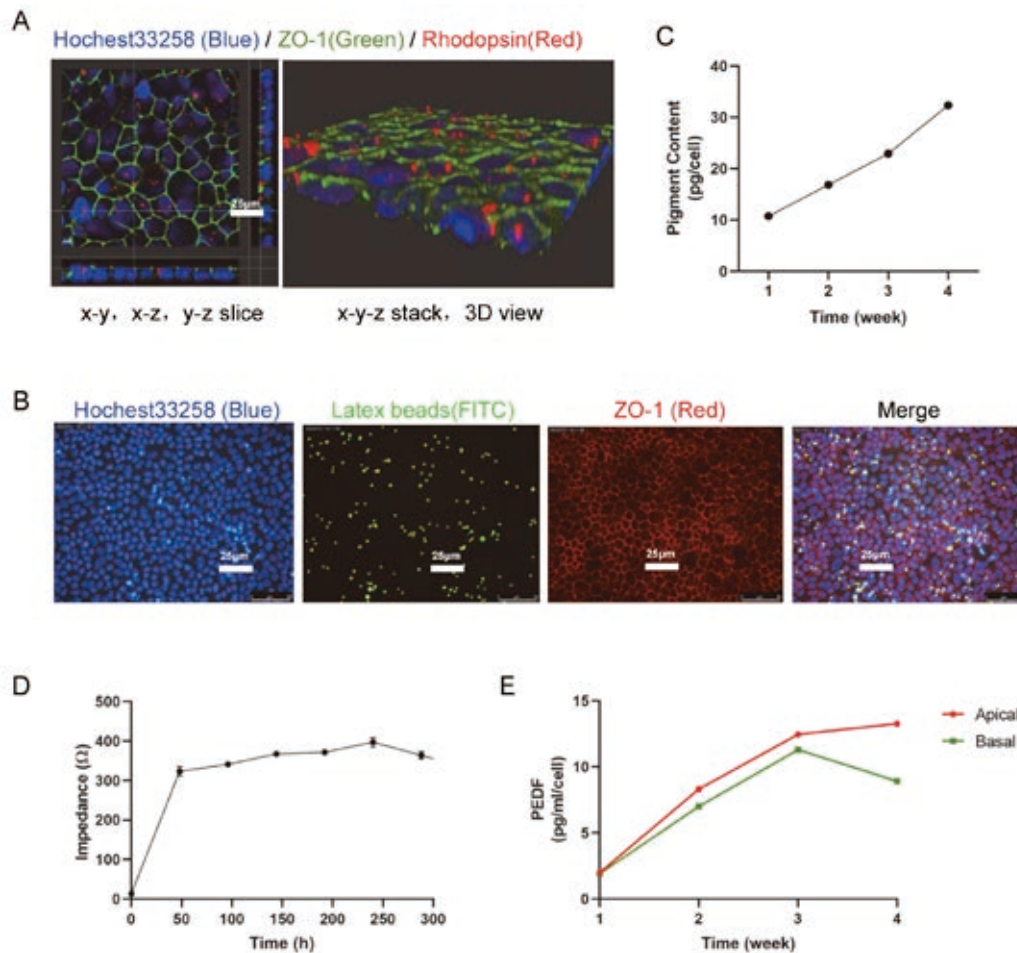 A
Hochest33258 (Blue) / ZO-1(Green) / Rhodopsin(Red)
25μm
x-y, x-z, y-z slice
x-y-z stack, 3D view
C
Pigment Content
(pg/cell)
40
30
20
10
0
1 2 3 4
Time (week)
B
Hochest33258 (Blue)
Latex beads(FITC)
ZO-1 (Red)
Merge
25μm
25μm
25μm
25μm
D
Impedance (Ω)
500
400
300
200
100
0
0 50 100 150 200 250 300
Time (h)
E
PEDF
(pg/ml/cell)
15
10
5
0
1 2 3 4
Time (week)
Apical
Basal